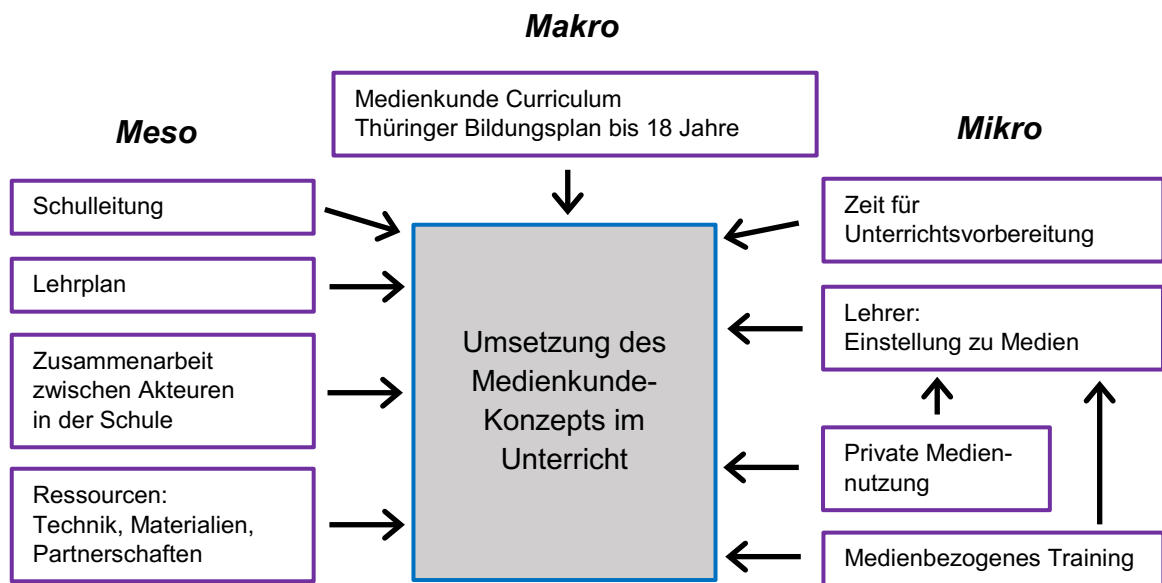 Makro
Medienkunde Curriculum
Thüringer Bildungsplan bis 18 Jahre
Meso
Schulleitung
Lehrplan
Zusammenarbeit
zwischen Akteuren
in der Schule
Ressourcen:
Technik, Materialien,
Partnerschaften
Umsetzung des
Medienkunde-
Konzepts im
Unterricht
Mikro
Zeit für
Unterrichtsvorbereitung
Lehrer:
Einstellung zu Medien
Private Medien-
nutzung
Medienbezogenes Training